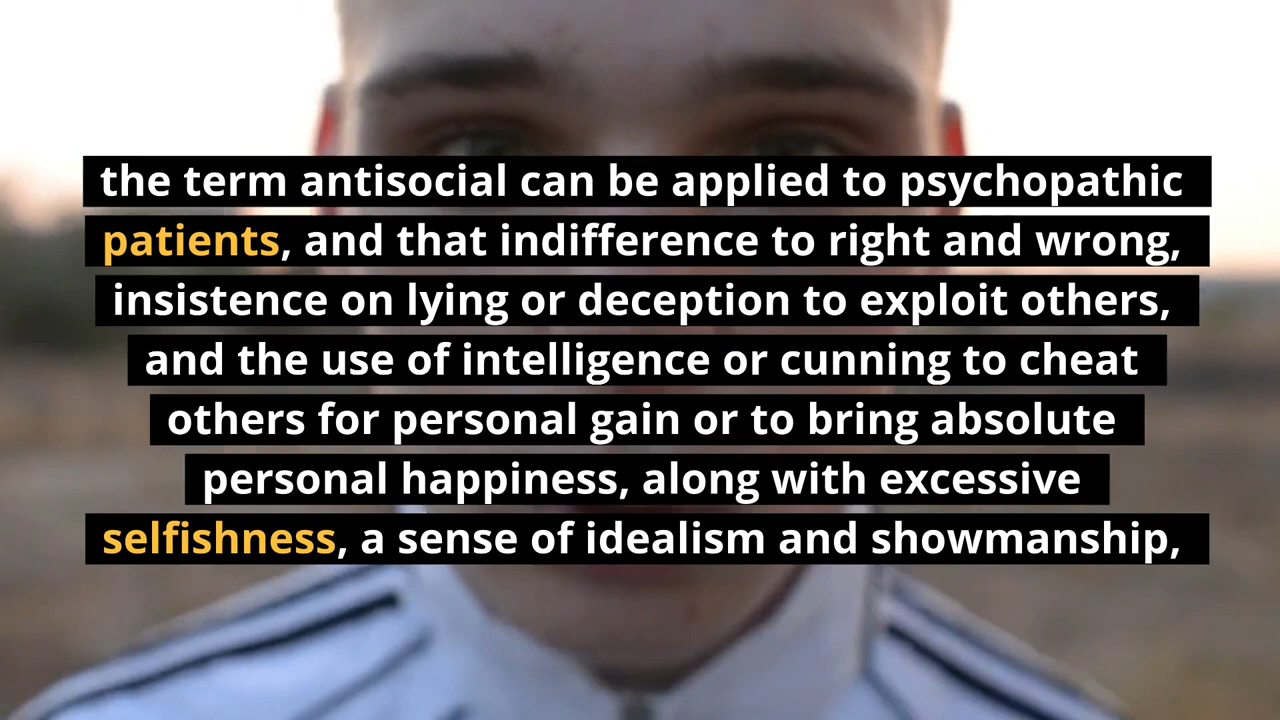 the term antisocial can be applied to psychopathic
patients, and that indifference to right and wrong,
insistence on lying or deception to exploit others,
and the use of intelligence or cunning to cheat
others for personal gain or to bring absolute
personal happiness, along with excessive
selfishness, a sense of idealism and showmanship,